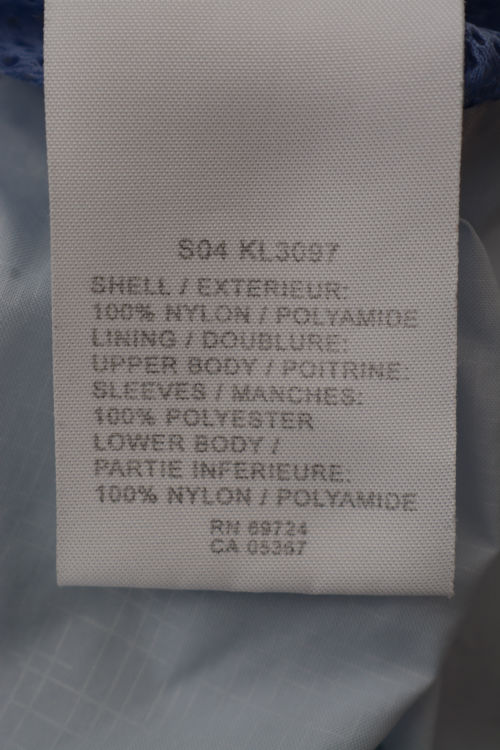 S04 KL3097
SHELL / EXTERIEUR:
100% NYLON / POLYAMIDE
LINING / DOUBLURE:
UPPER BODY / POITRINE:
SLEEVES / MANCHES:
100% POLYESTER
LOWER BODY /
PARTIE INFERIEURE:
100% NYLON / POLYAMIDE
RN 69724
CA 05367